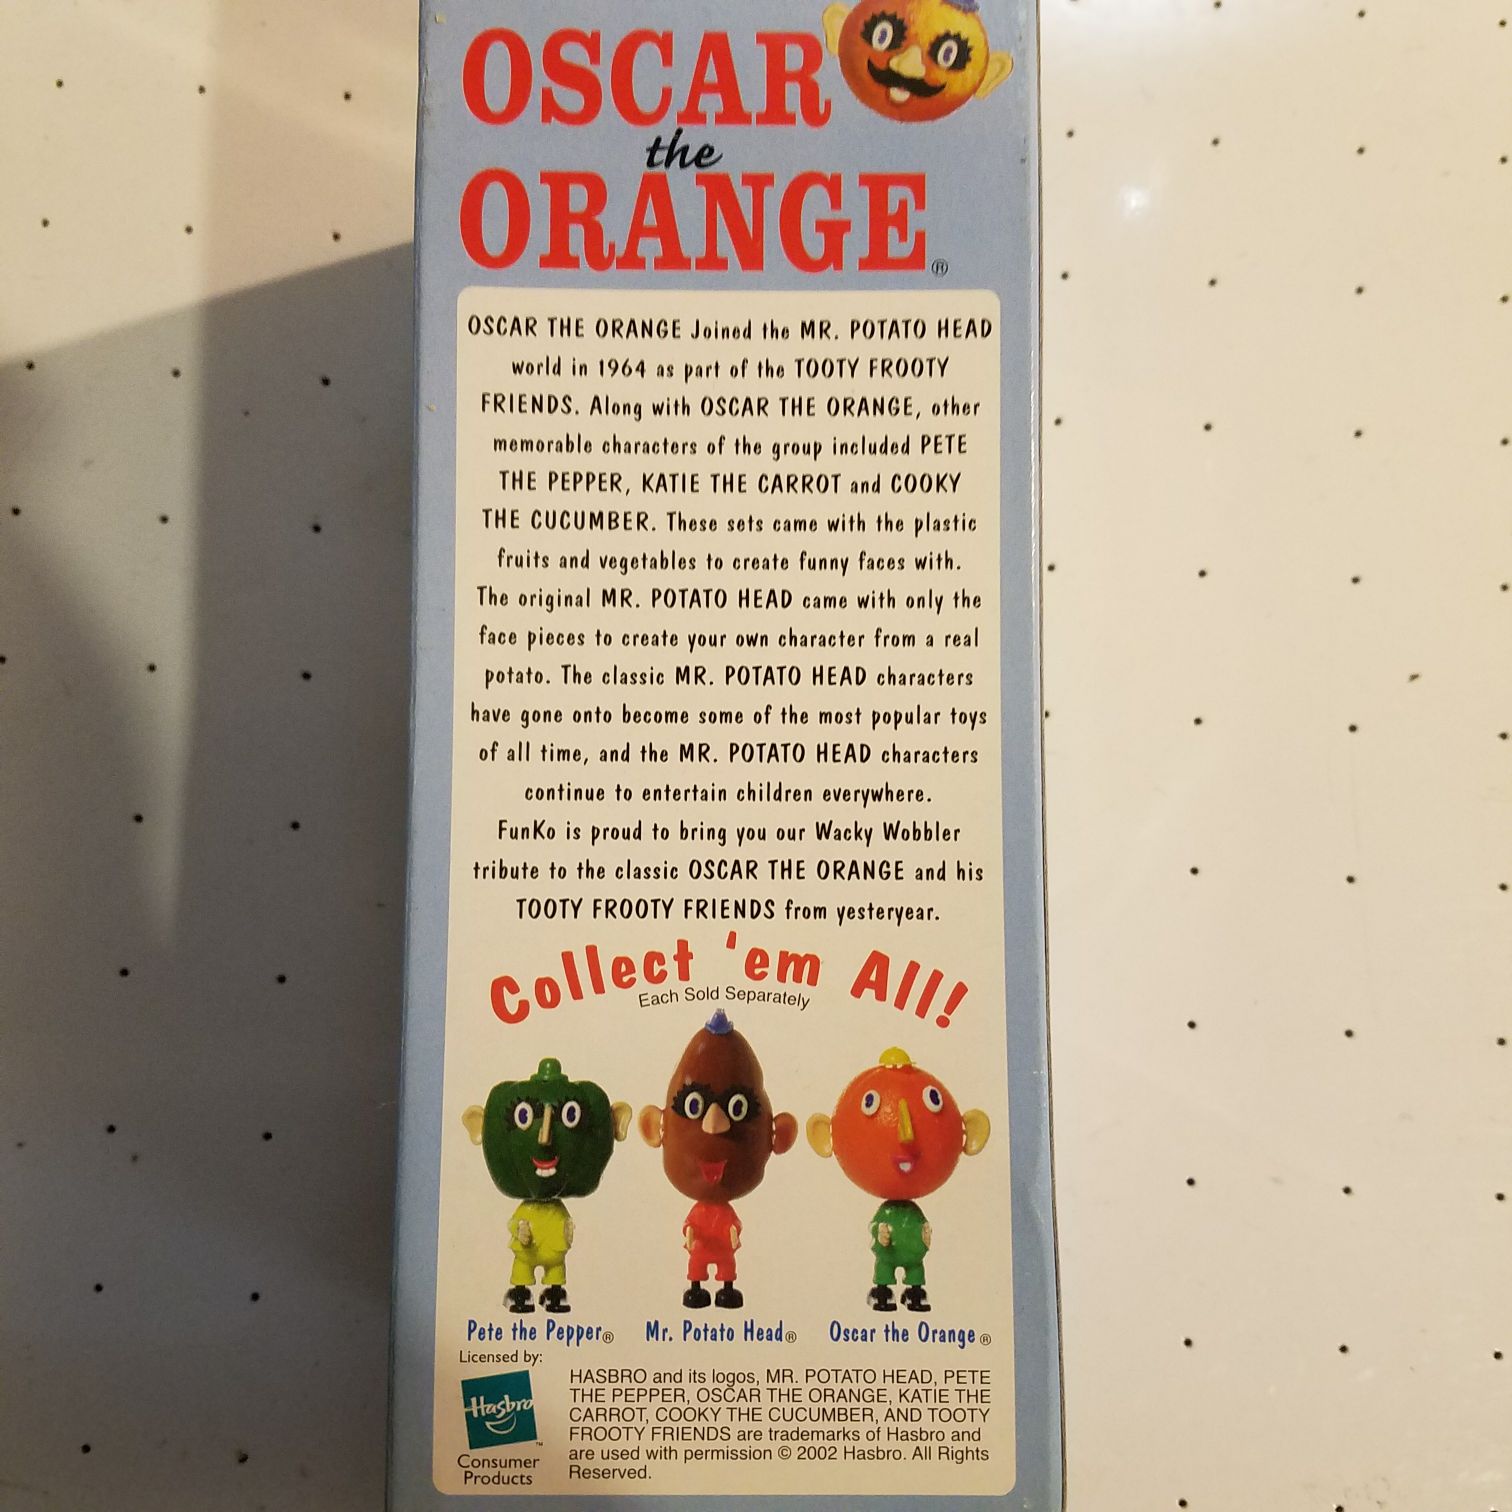 OSCAR
the
ORANGE®
OSCAR THE ORANGE Joined the MR. POTATO HEAD
world in 1964 as part of the TOOTY FROOTY
FRIENDS. Along with OSCAR THE ORANGE, other
memorable characters of the group included PETE
THE PEPPER, KATIE THE CARROT and COOKY
THE CUCUMBER. These sets came with the plastic
fruits and vegetables to create funny faces with.
The original MR. POTATO HEAD came with only the
face pieces to create your own character from a real
potato. The classic MR. POTATO HEAD characters
have gone onto become some of the most popular toys
of all time, and the MR. POTATO HEAD characters
continue to entertain children everywhere.
FunKo is proud to bring you our Wacky Wobbler
tribute to the classic OSCAR THE ORANGE and his
TOOTY FROOTY FRIENDS from yesteryear.
Collect 'em All!
Each Sold Separately
Pete the Pepper® Mr. Potato Head® Oscar the Orange®
Licensed by:
Hasbro™
Consumer
Products
HASBRO and its logos, MR. POTATO HEAD, PETE
THE PEPPER, OSCAR THE ORANGE, KATIE THE
CARROT, COOKY THE CUCUMBER, AND TOOTY
FROOTY FRIENDS are trademarks of Hasbro and
are used with permission © 2002 Hasbro. All Rights
Reserved.